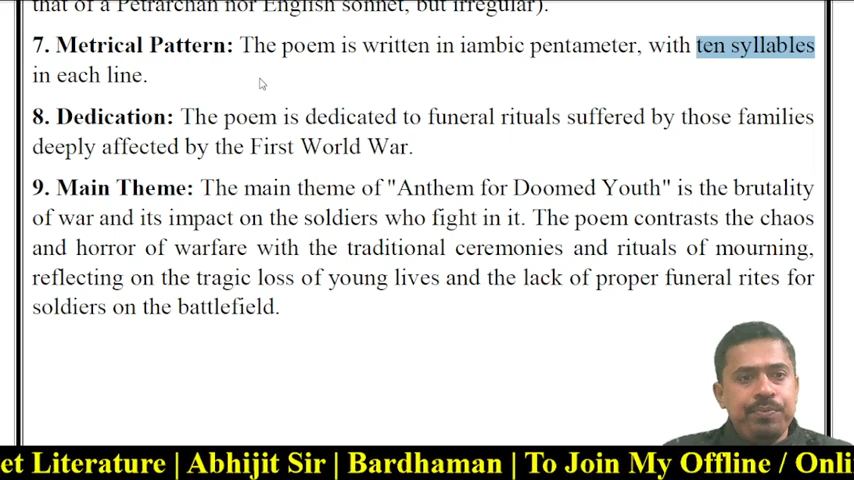 that of a Petrarchan nor English sonnet, but irregular).
7. Metrical Pattern: The poem is written in iambic pentameter, with ten syllables
in each line.
8. Dedication: The poem is dedicated to funeral rituals suffered by those families
deeply affected by the First World War.
9. Main Theme: The main theme of "Anthem for Doomed Youth" is the brutality
of war and its impact on the soldiers who fight in it. The poem contrasts the chaos
and horror of warfare with the traditional ceremonies and rituals of mourning,
reflecting on the tragic loss of young lives and the lack of proper funeral rites for
soldiers on the battlefield.
et Literature | Abhijit Sir | Bardhaman | To Join My Offline / Onli